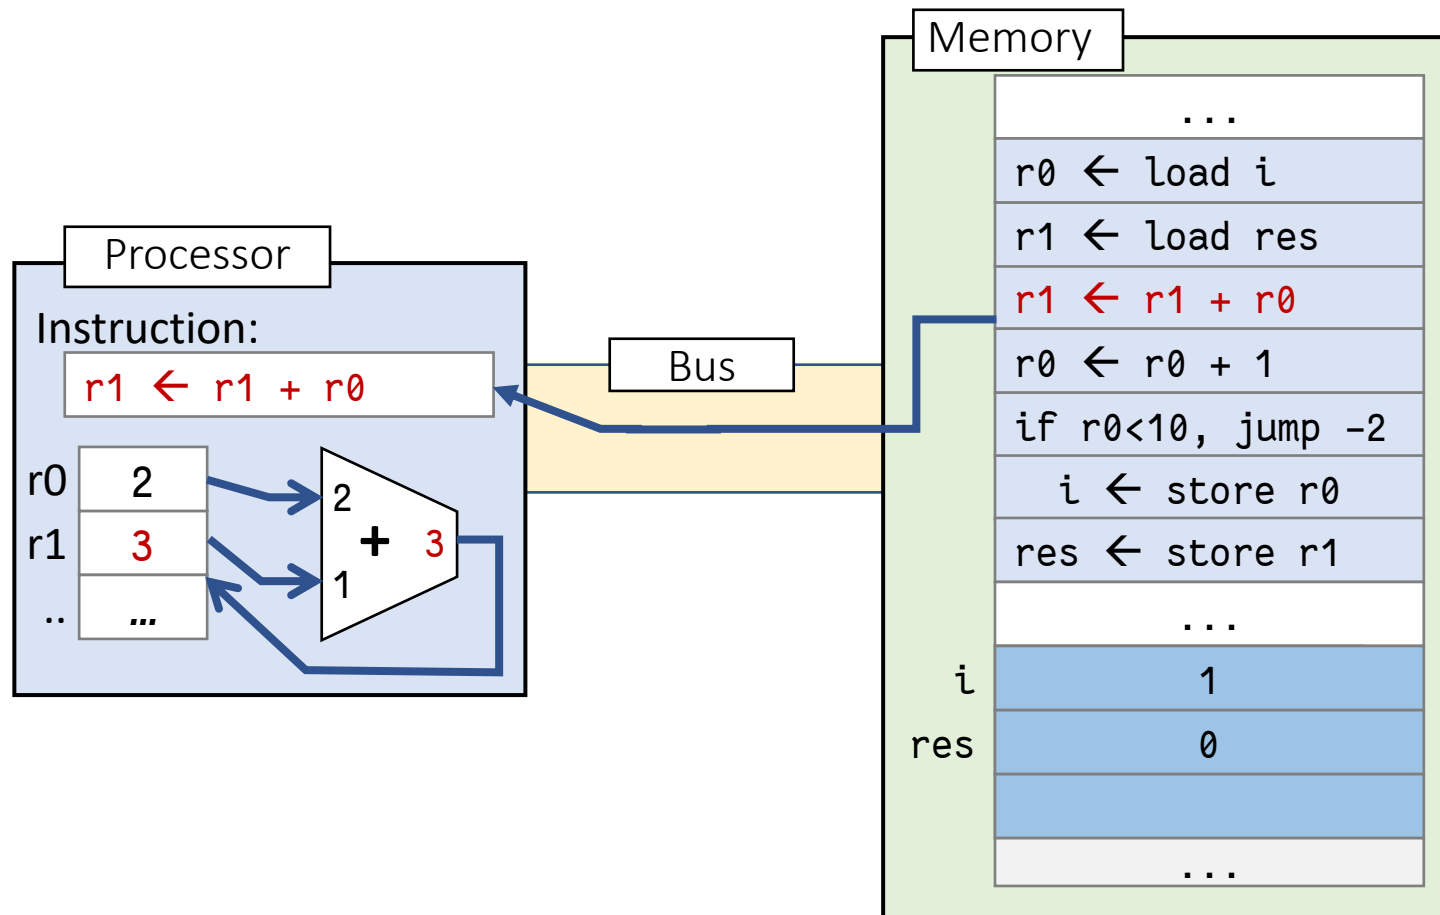 Memory
...
r0 ← load i
r1 ← load res
r1 ← r1 + r0
r0 ← r0 + 1
if r0<10, jump -2
i ← store r0
res ← store r1
...
i 1
res 0
...
Processor
Instruction:
r1 ← r1 + r0
r0 2
r1 3
.. ...
2
+ 3
1
Bus